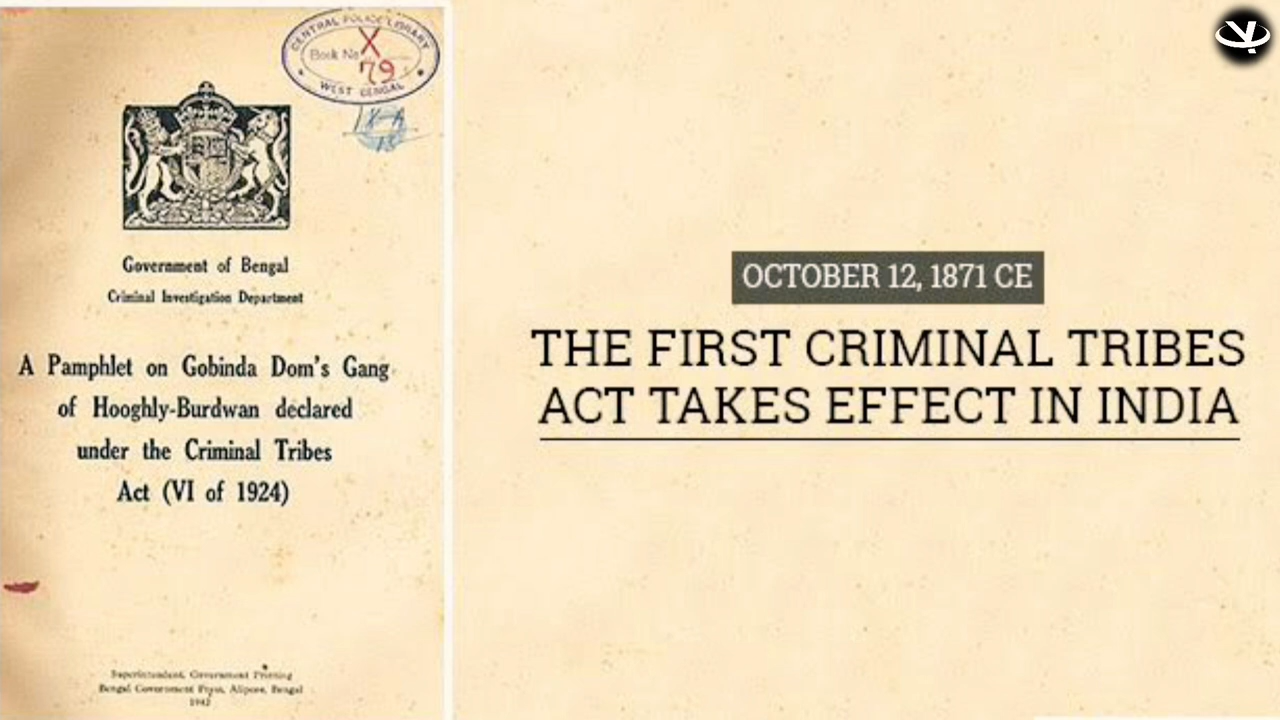 CENTRAL POLICE LIBRARY
Book No X
79
WEST BENGAL
Government of Bengal
Criminal Investigation Department
A Pamphlet on Gobinda Dom's Gang
of Hooghly-Burdwan declared
under the Criminal Tribes
Act (VI of 1924)
Superintendent, Government Printing
Bengal Government Press, Alipore, Bengal
1942
OCTOBER 12, 1871 CE
THE FIRST CRIMINAL TRIBES
ACT TAKES EFFECT IN INDIA